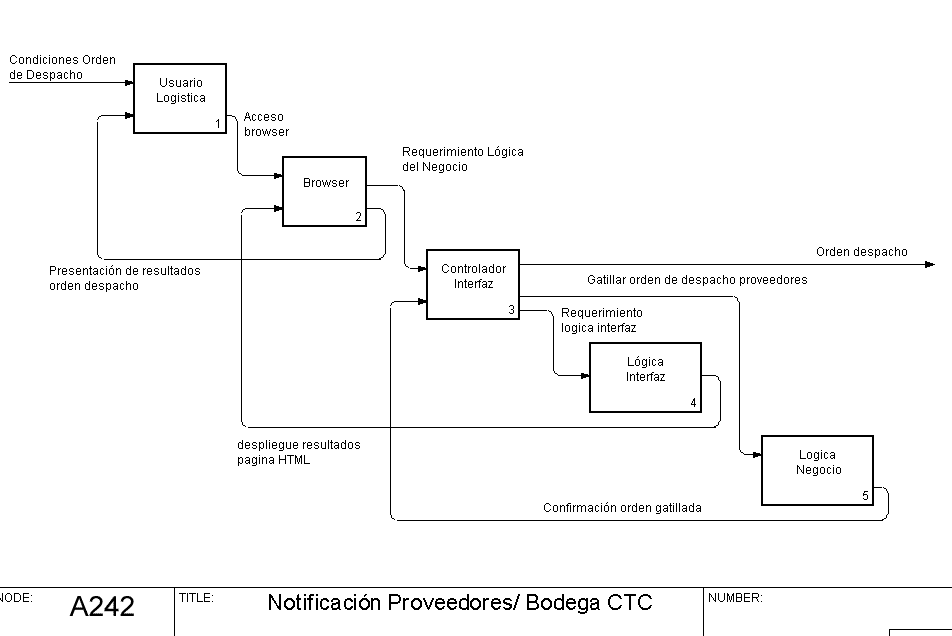 Condiciones Orden
de Despacho
Usuario
Logistica
1
Acceso
browser
Requerimiento Lógica
del Negocio
Browser
2
Orden despacho
Presentación de resultados
orden despacho
Controlador
Interfaz
3
Gatillar orden de despacho proveedores
Requerimiento
logica interfaz
Lógica
Interfaz
4
despliegue resultados
pagina HTML
Logica
Negocio
5
Confirmación orden gatillada
NODE:
A242
TITLE:
Notificación Proveedores/ Bodega CTC
NUMBER: